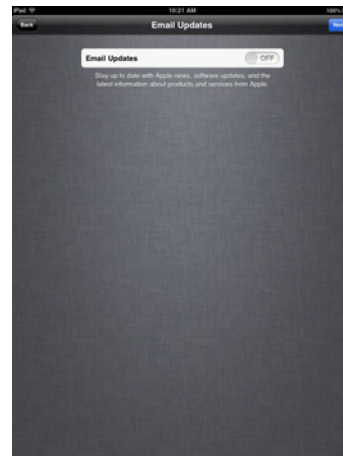 iPad 10:21 AM 100%
Back Email Updates Next
Email Updates OFF
Stay up to date with Apple news, software updates, and the
latest information about products and services from Apple.